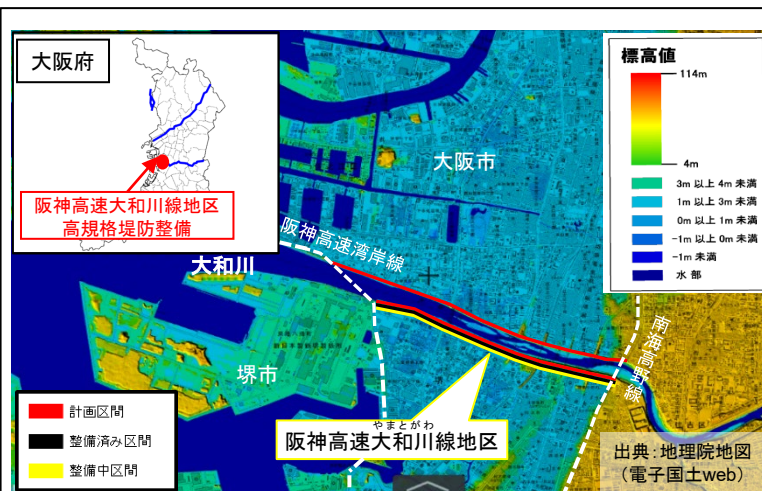 大阪府
阪神高速大和川線地区
高規格堤防整備
標高値
114m
4m
3m 以上 4m 未満
1m 以上 3m 未満
0m 以上 1m 未満
-1m 以上 0m 未満
-1m 未満
水 部
大阪市
阪神高速湾岸線
大和川
堺市
南海高野線
計画区間
整備済み区間
整備中区間
やまとがわ
阪神高速大和川線地区
出典：地理院地図
（電子国土web）